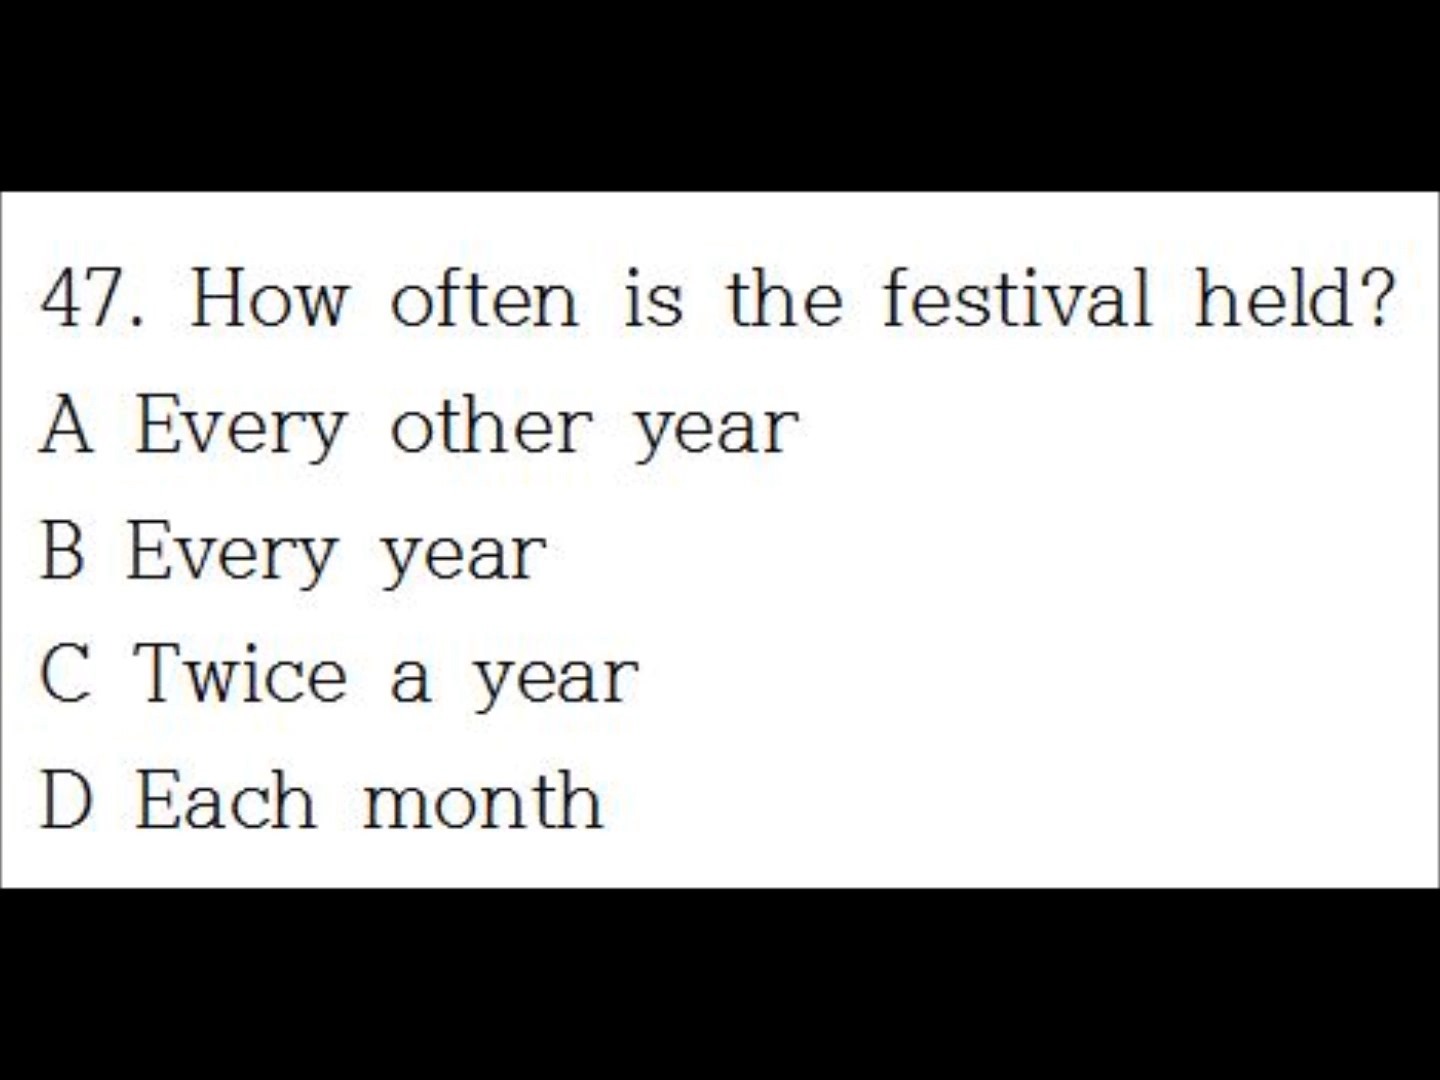 47. How often is the festival held?
A Every other year
B Every year
C Twice a year
D Each month